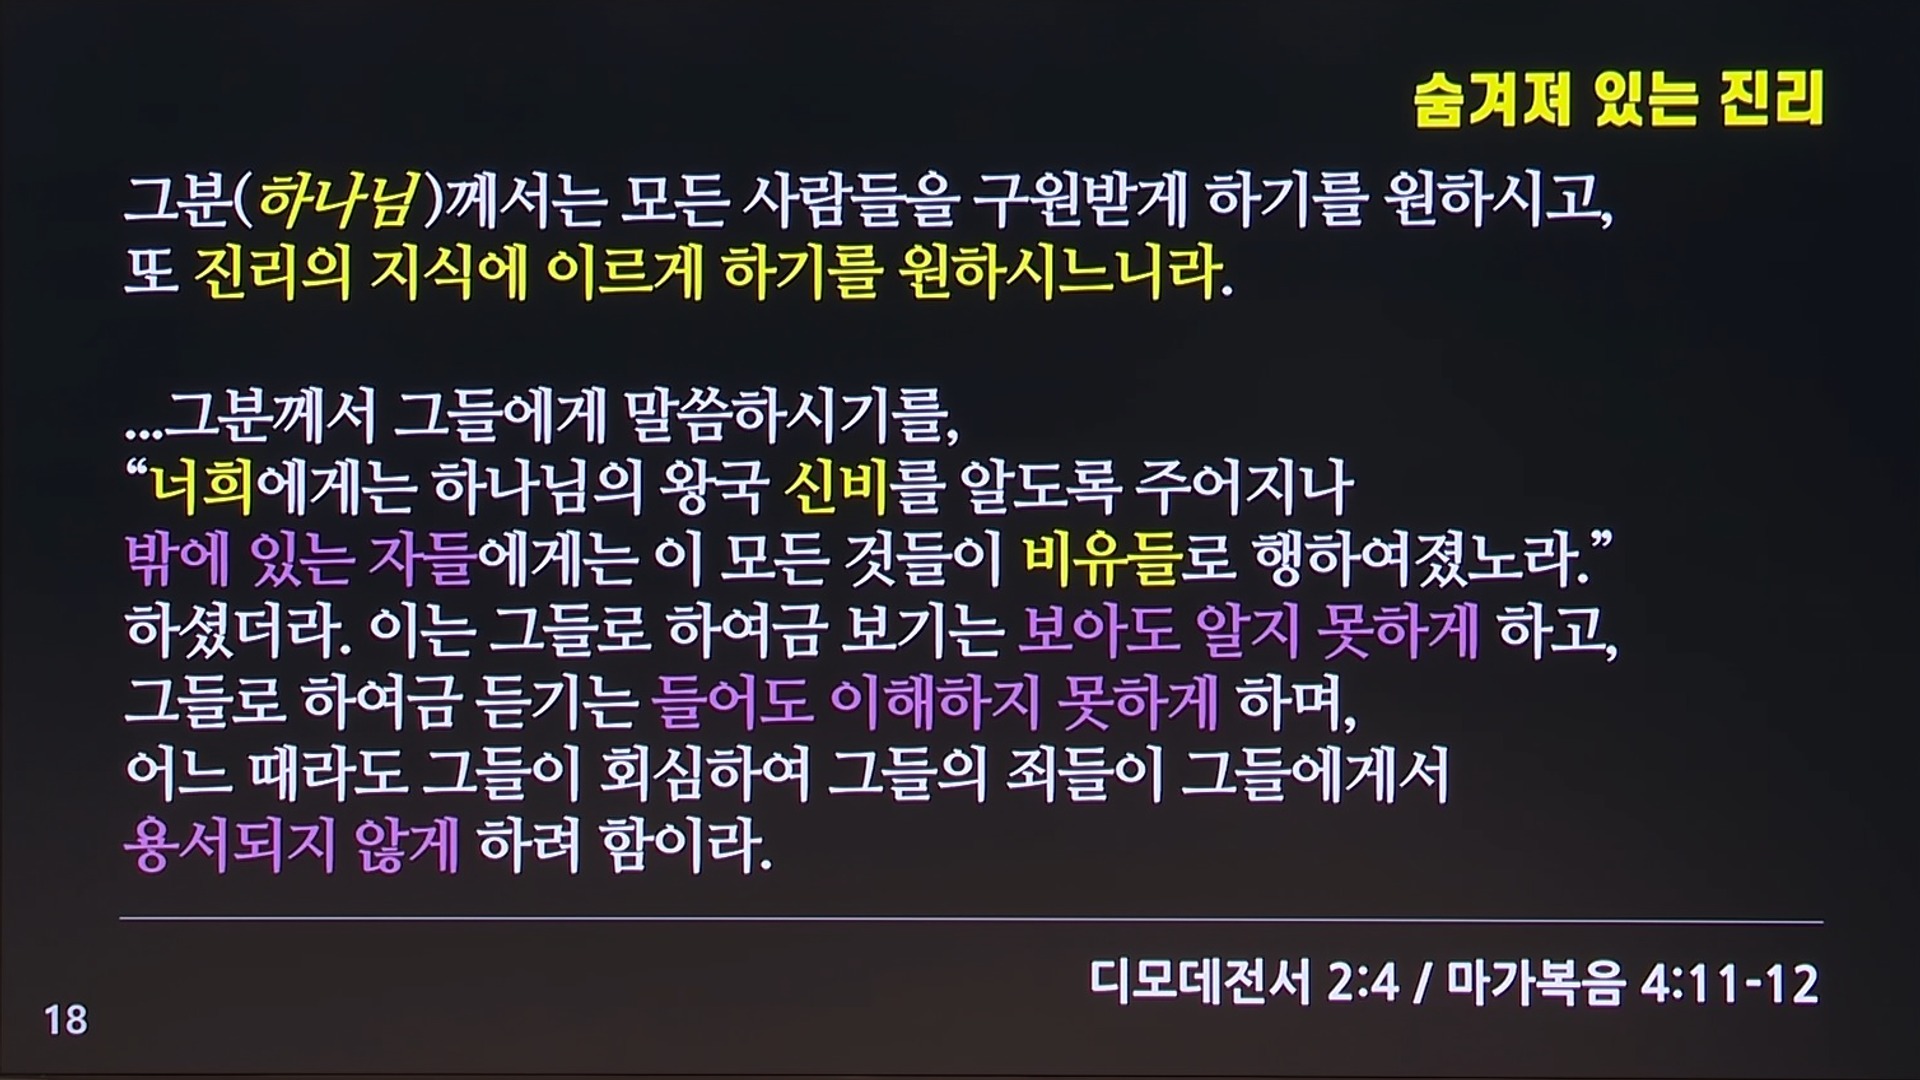 숨겨져 있는 진리
그분(하나님)께서는 모든 사람들을 구원받게 하기를 원하시고,
또 진리의 지식에 이르게 하기를 원하시느니라.
...그분께서 그들에게 말씀하시기를,
“너희에게는 하나님의 왕국 신비를 알도록 주어지나
밖에 있는 자들에게는 이 모든 것들이 비유들로 행하여졌노라.”
하셨더라. 이는 그들로 하여금 보기는 보아도 알지 못하게 하고,
그들로 하여금 듣기는 들어도 이해하지 못하게 하며,
어느 때라도 그들이 회심하여 그들의 죄들이 그들에게서
용서되지 않게 하려 함이라.
디모데전서 2:4 / 마가복음 4:11-12
18